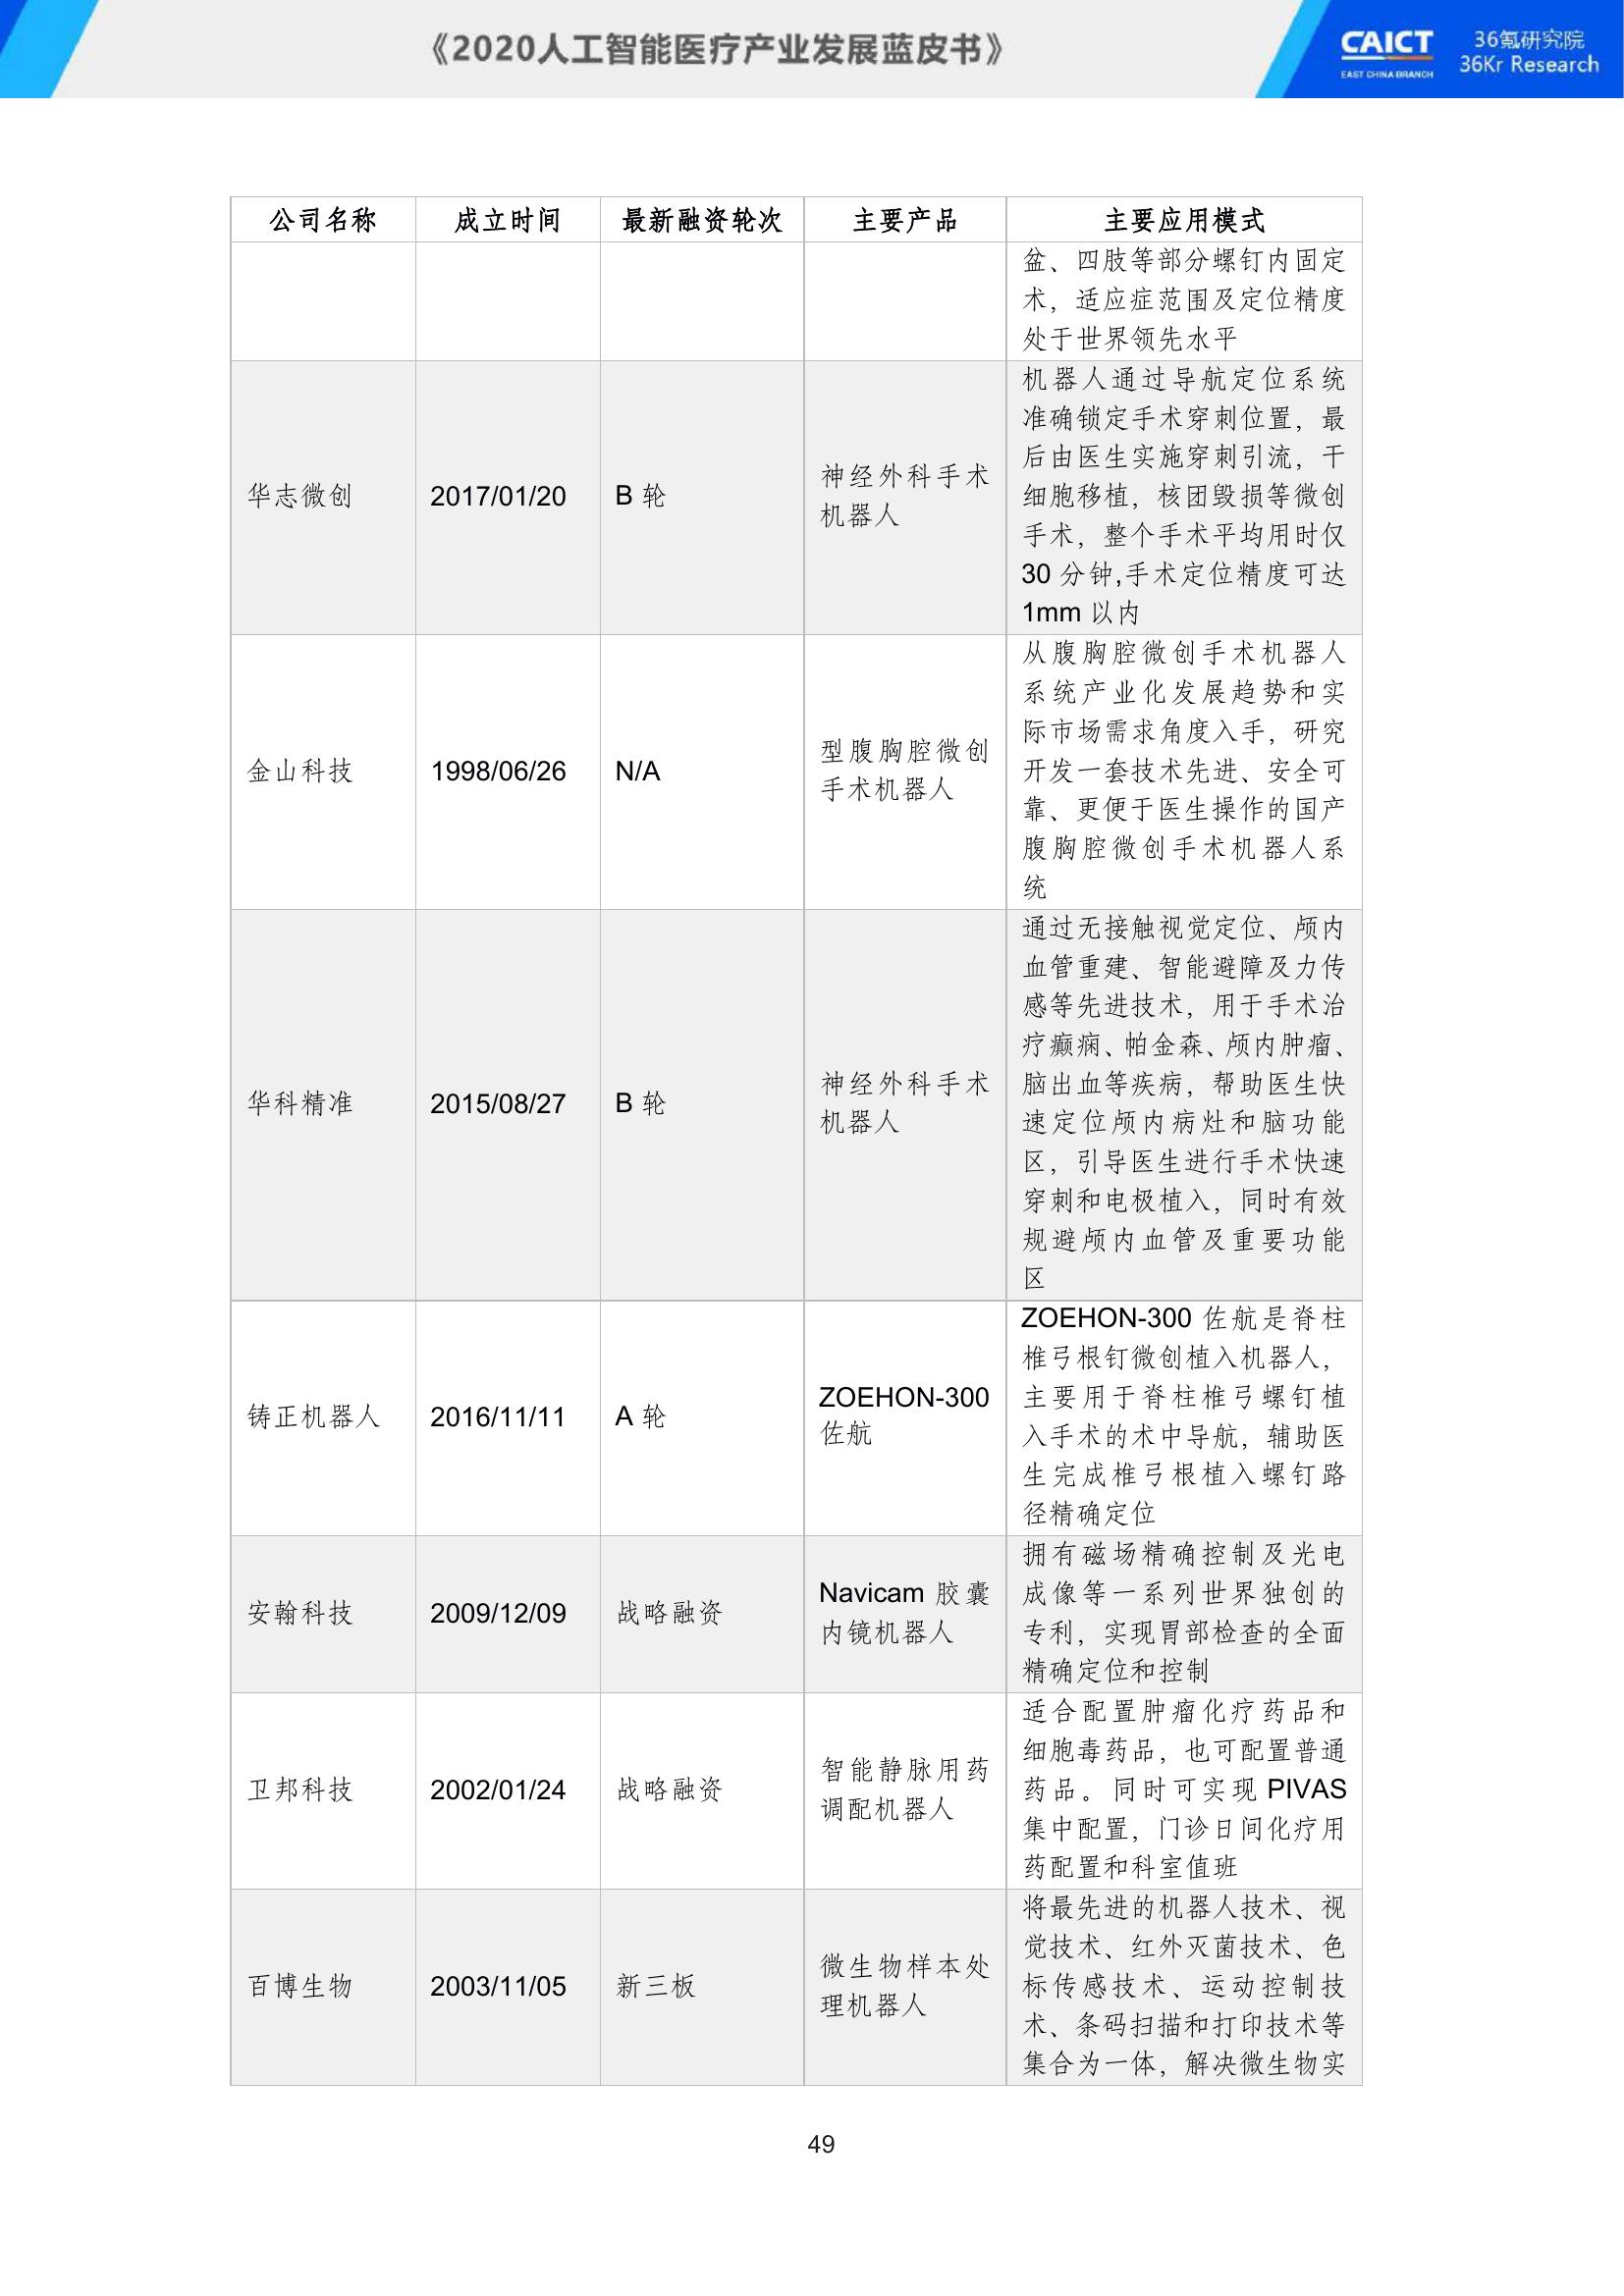 《2020人工智能医疗产业发展蓝皮书》
CAICT
EAST CHINA BRANCH
36氪研究院
36Kr Research
公司名称 成立时间 最新融资轮次 主要产品 主要应用模式
盆、四肢等部分螺钉内固定
术，适应症范围及定位精度
处于世界领先水平
华志微创
2017/01/20
B 轮
神经外科手术
机器人
机器人通过导航定位系统
准确锁定手术穿刺位置，最
后由医生实施穿刺引流，干
细胞移植，核团毁损等微创
手术，整个手术平均用时仅
30 分钟,手术定位精度可达
1mm 以内
金山科技
1998/06/26
N/A
型腹胸腔微创
手术机器人
从腹胸腔微创手术机器人
系统产业化发展趋势和实
际市场需求角度入手，研究
开发一套技术先进、安全可
靠、更便于医生操作的国产
腹胸腔微创手术机器人系
统
华科精准
2015/08/27
B 轮
神经外科手术
机器人
通过无接触视觉定位、颅内
血管重建、智能避障及力传
感等先进技术，用于手术治
疗癫痫、帕金森、颅内肿瘤、
脑出血等疾病，帮助医生快
速定位颅内病灶和脑功能
区，引导医生进行手术快速
穿刺和电极植入，同时有效
规避颅内血管及重要功能
区
铸正机器人
2016/11/11
A 轮
ZOEHON-300
佐航
ZOEHON-300 佐航是脊柱
椎弓根钉微创植入机器人，
主要用于脊柱椎弓螺钉植
入手术的术中导航，辅助医
生完成椎弓根植入螺钉路
径精确定位
安翰科技
2009/12/09
战略融资
Navicam 胶囊
内镜机器人
拥有磁场精确控制及光电
成像等一系列世界独创的
专利，实现胃部检查的全面
精确定位和控制
卫邦科技
2002/01/24
战略融资
智能静脉用药
调配机器人
适合配置肿瘤化疗药品和
细胞毒药品，也可配置普通
药品。同时可实现 PIVAS
集中配置，门诊日间化疗用
药配置和科室值班
百博生物
2003/11/05
新三板
微生物样本处
理机器人
将最先进的机器人技术、视
觉技术、红外灭菌技术、色
标传感技术、运动控制技
术、条码扫描和打印技术等
集合为一体，解决微生物实
49